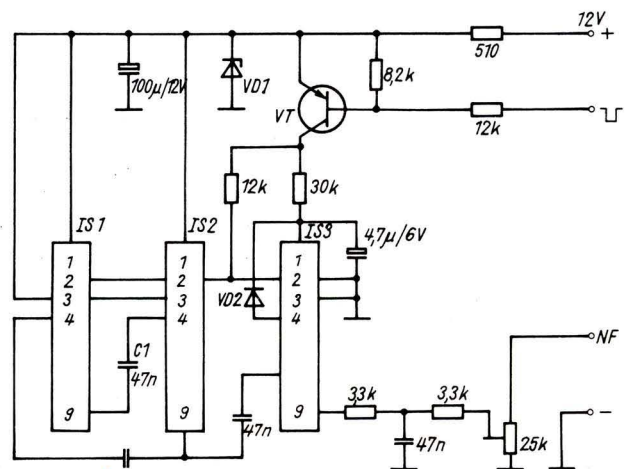 12V
+
510
100µ/12V
VD1
8,2k
VT
12k
12k
30k
IS1
IS2
IS3
4,7µ/6V
1
2
3
4
9
1
2
3
4
9
1
2
3
4
9
VD2
C1
47n
47n
3,3k
3,3k
47n
NF
–
25k